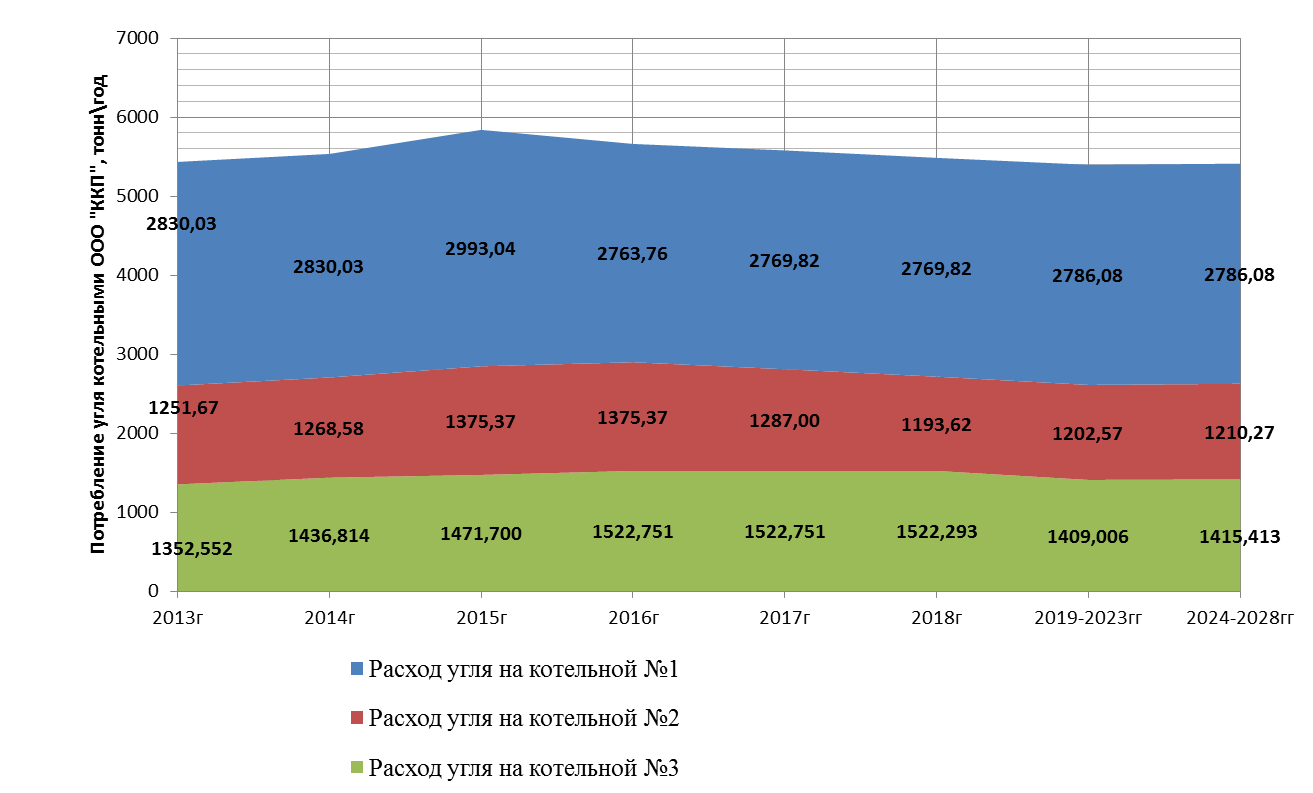 Потребление угля котельными ООО "ККП", тонн\год
7000
6000
5000
4000
3000
2000
1000
0
2830,03 2830,03 2993,04 2763,76 2769,82 2769,82 2786,08 2786,08
1251,67 1268,58 1375,37 1375,37 1287,00 1193,62 1202,57 1210,27
1352,552 1436,814 1471,700 1522,751 1522,751 1522,293 1409,006 1415,413
2013г 2014г 2015г 2016г 2017г 2018г 2019-2023гг 2024-2028гг
Расход угля на котельной №1
Расход угля на котельной №2
Расход угля на котельной №3